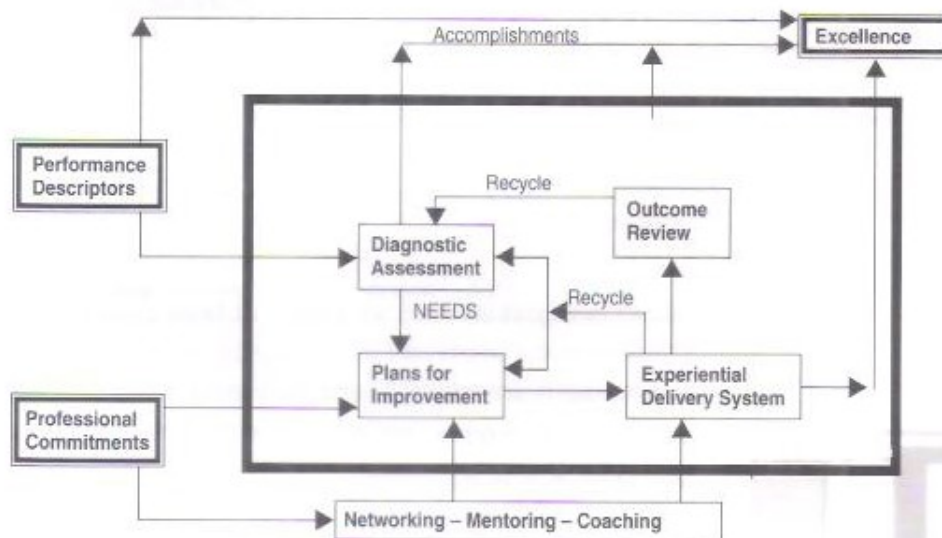 Accomplishments
Excellence
Performance
Descriptors
Recycle
Outcome
Review
Diagnostic
Assessment
NEEDS
Recycle
Plans for
Improvement
Experiential
Delivery System
Professional
Commitments
Networking – Mentoring – Coaching